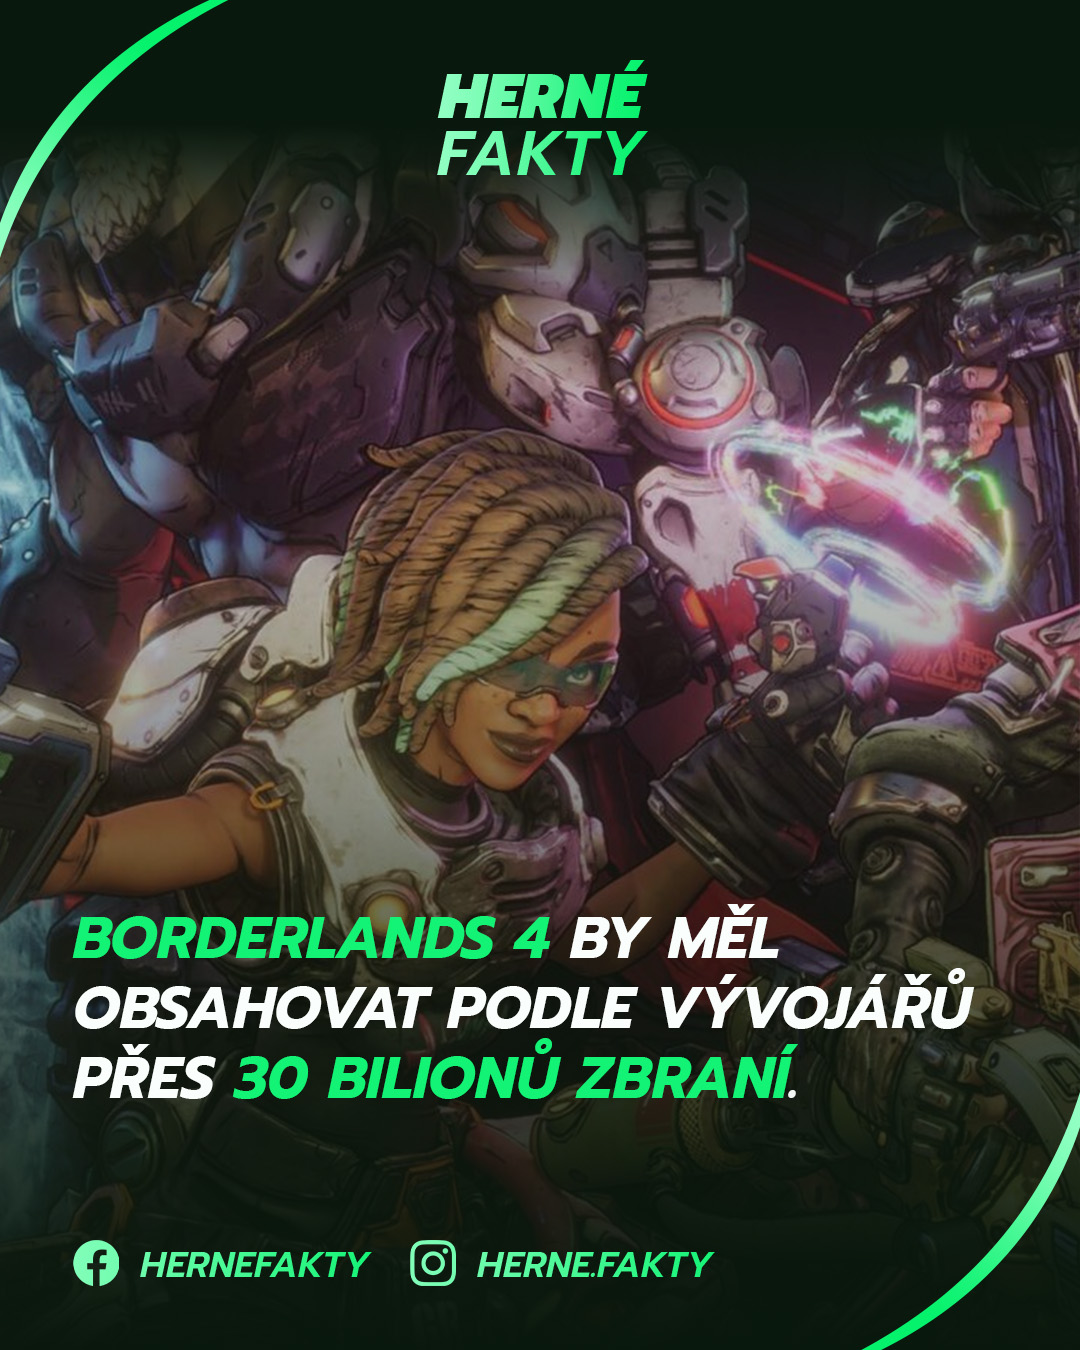 HERNÉ
FAKTY
BORDERLANDS 4 BY MĚL
OBSAHOVAT PODLE VÝVOJÁŘŮ
PŘES 30 BILIONŮ ZBRANÍ.
HERNEFAKTY HERNE.FAKTY